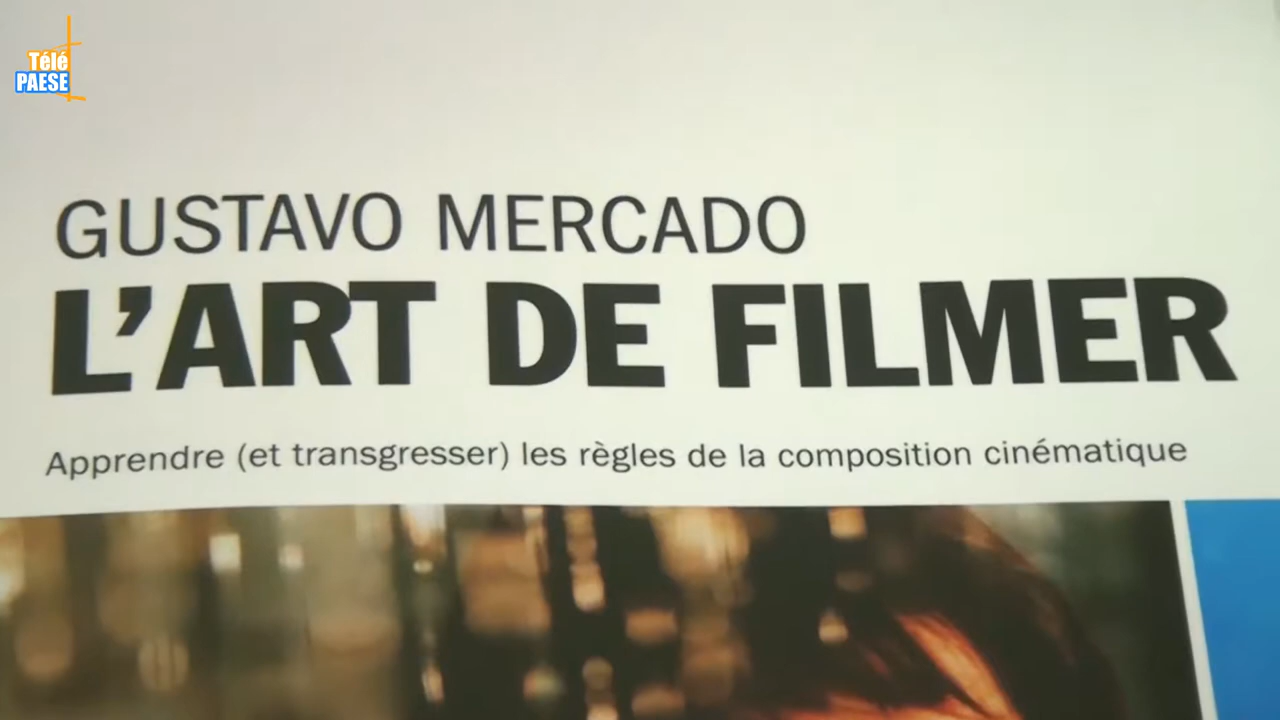 Télé
PAESE
GUSTAVO MERCADO
L'ART DE FILMER
Apprendre (et transgresser) les règles de la composition cinématique